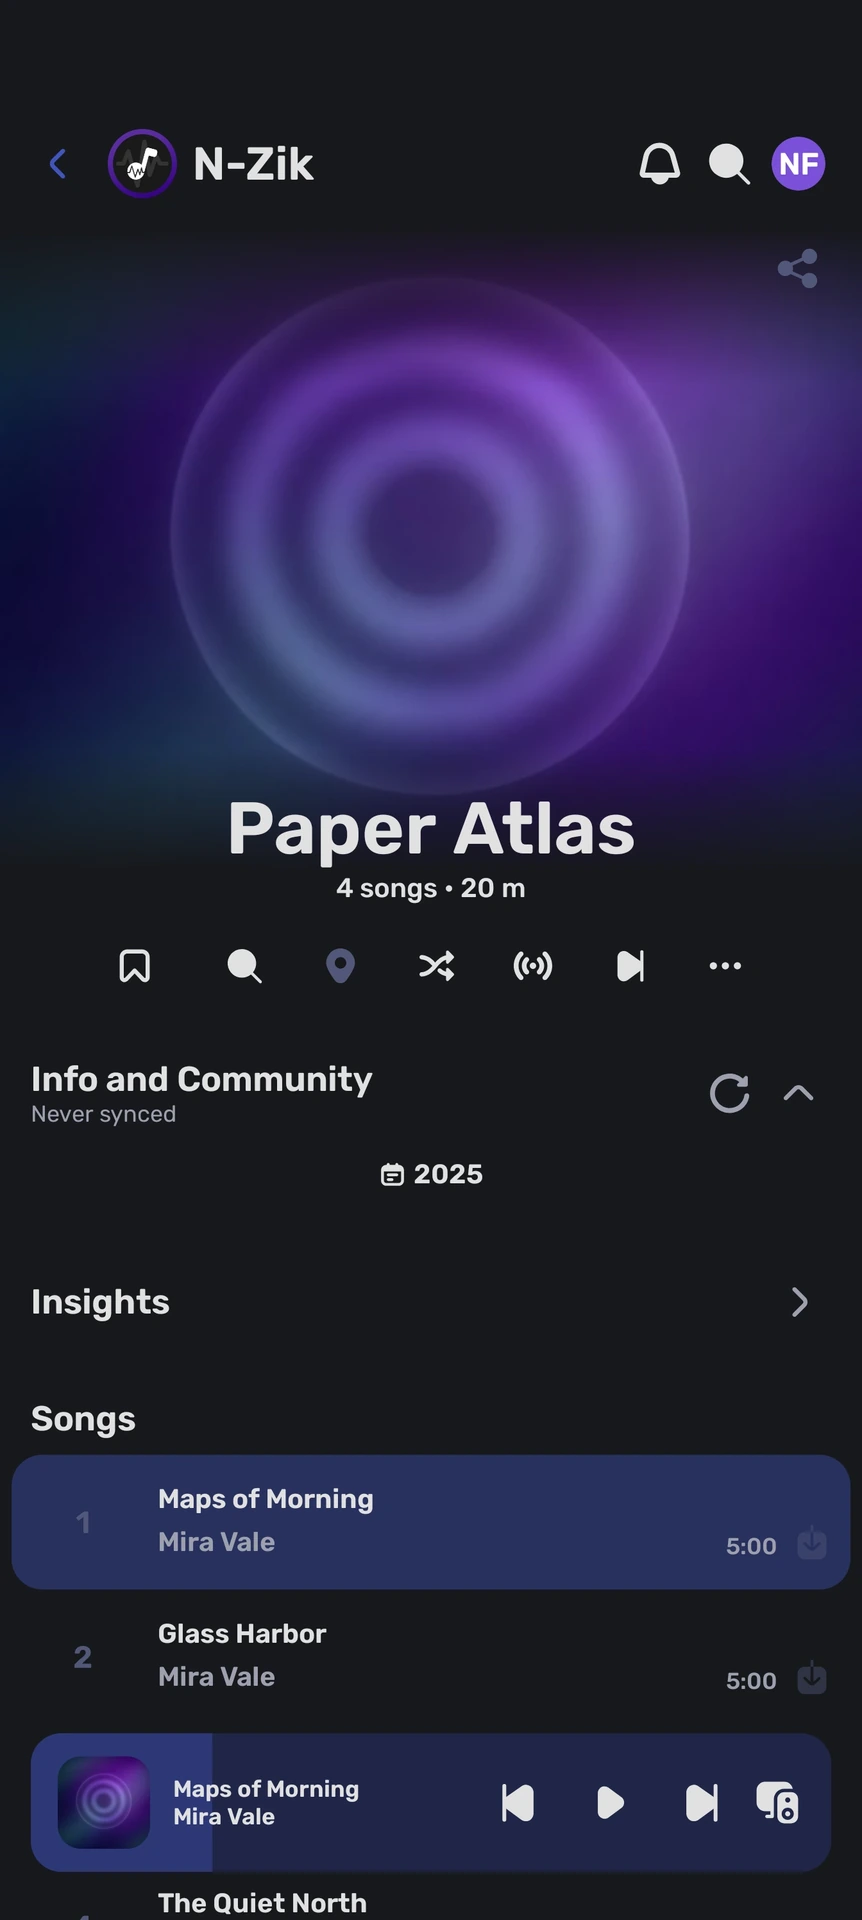 N-Zik
NF
Paper Atlas
4 songs • 20 m
Info and Community
Never synced
2025
Insights
Songs
1
Maps of Morning
Mira Vale
5:00
2
Glass Harbor
Mira Vale
5:00
Maps of Morning
Mira Vale
The Quiet North